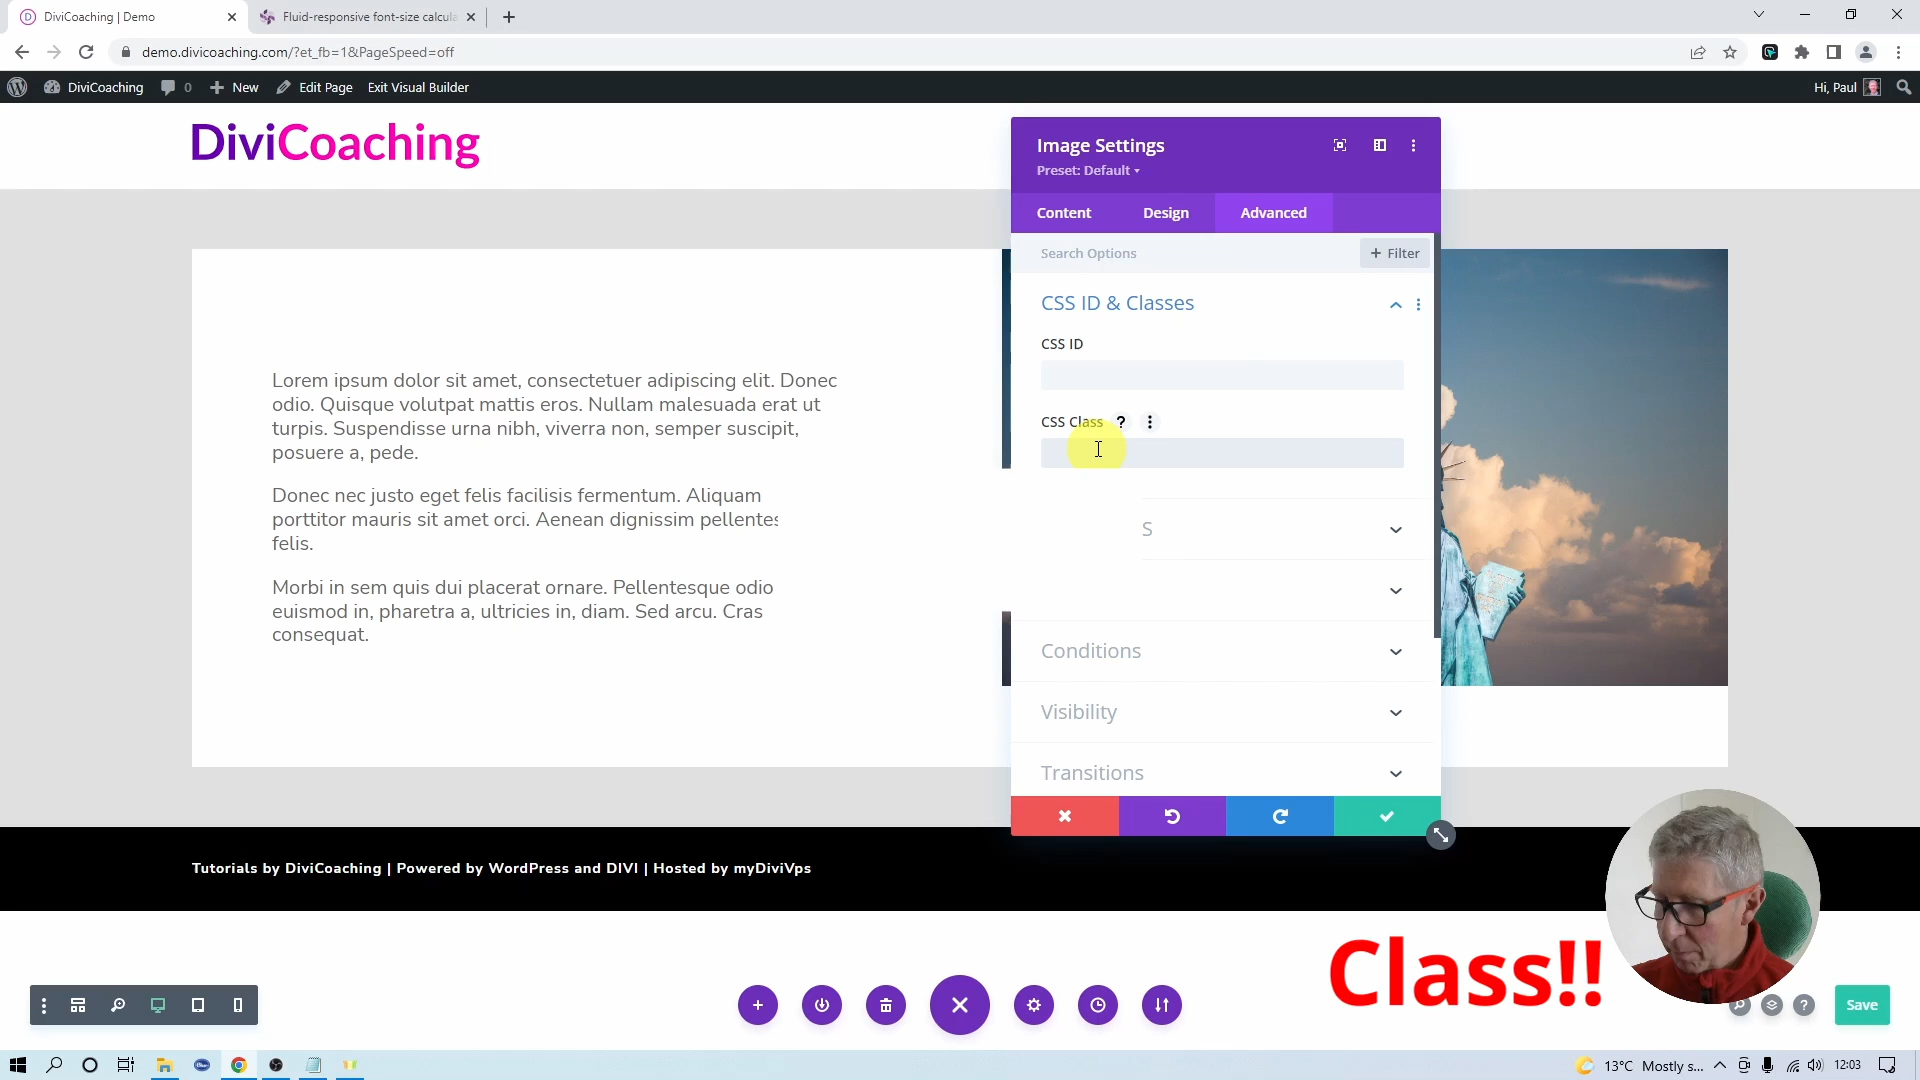 DiviCoaching | Demo
Fluid-responsive font-size calcula
demo.divicoaching.com/?et_fb=1&PageSpeed=off
DiviCoaching
0
New
Edit Page
Exit Visual Builder
Hi, Paul
DiviCoaching
Image Settings
Preset: Default
Content
Design
Advanced
Search Options
+ Filter
CSS ID & Classes
CSS ID
CSS Class ?
S
Conditions
Visibility
Transitions
Lorem ipsum dolor sit amet, consectetuer adipiscing elit. Donec
odio. Quisque volutpat mattis eros. Nullam malesuada erat ut
turpis. Suspendisse urna nibh, viverra non, semper suscipit,
posuere a, pede.
Donec nec justo eget felis facilisis fermentum. Aliquam
porttitor mauris sit amet orci. Aenean dignissim pellentes
felis.
Morbi in sem quis dui placerat ornare. Pellentesque odio
euismod in, pharetra a, ultricies in, diam. Sed arcu. Cras
consequat.
Tutorials by DiviCoaching | Powered by WordPress and DIVI | Hosted by myDiviVps
Class!!
Save
13°C Mostly s...
12:03